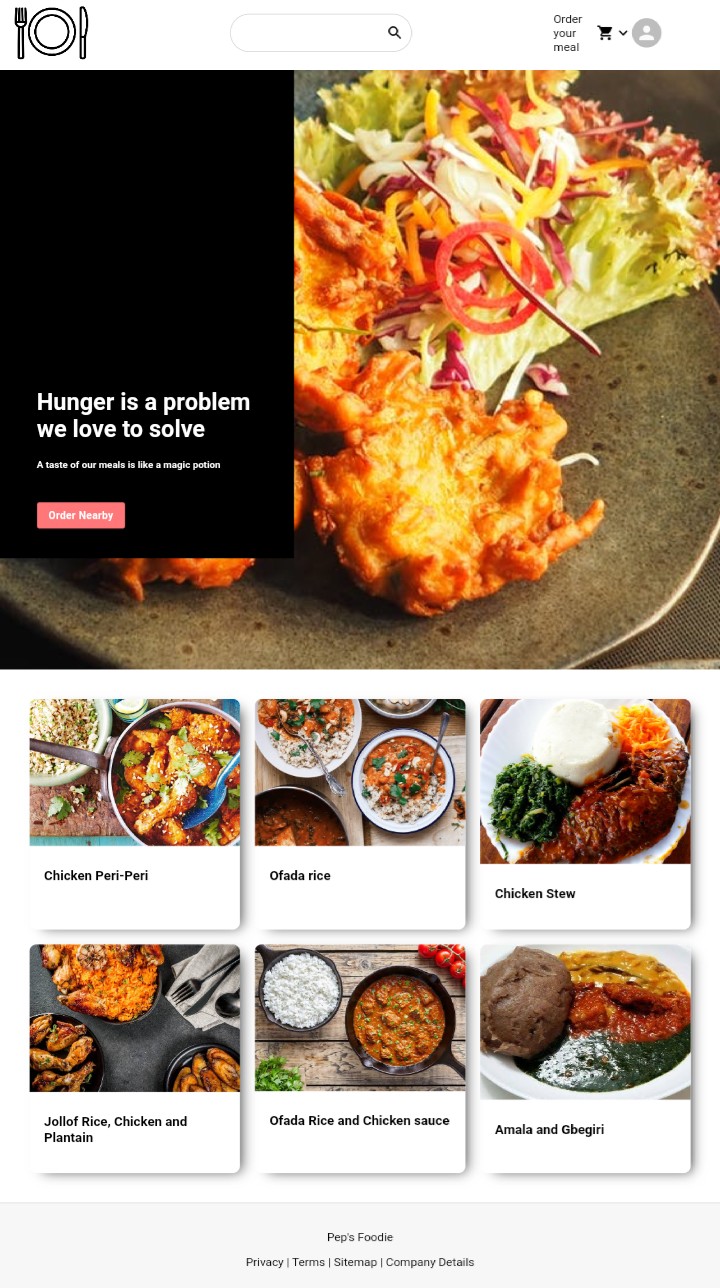 Order
your
meal
Hunger is a problem
we love to solve
A taste of our meals is like a magic potion
Order Nearby
Chicken Peri-Peri
Ofada rice
Chicken Stew
Jollof Rice, Chicken and
Plantain
Ofada Rice and Chicken sauce
Amala and Gbegiri
Pep's Foodie
Privacy | Terms | Sitemap | Company Details